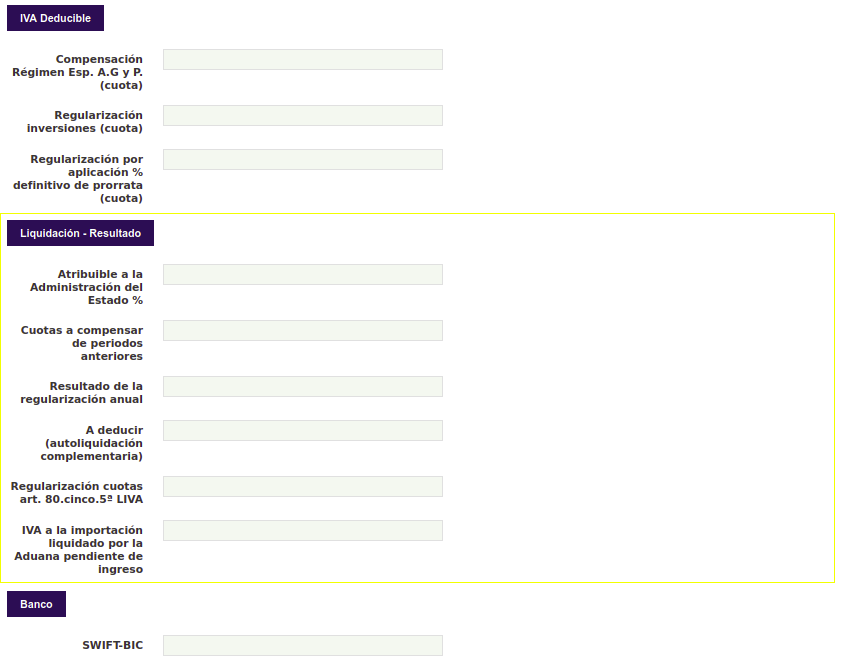 IVA Deducible
Compensación
Régimen Esp. A.G y P.
(cuota)
Regularización
inversiones (cuota)
Regularización por
aplicación %
definitivo de prorrata
(cuota)
Liquidación - Resultado
Atribuible a la
Administración del
Estado %
Cuotas a compensar
de periodos
anteriores
Resultado de la
regularización anual
A deducir
(autoliquidación
complementaria)
Regularización cuotas
art. 80.cinco.5ª LIVA
IVA a la importación
liquidado por la
Aduana pendiente de
ingreso
Banco
SWIFT-BIC